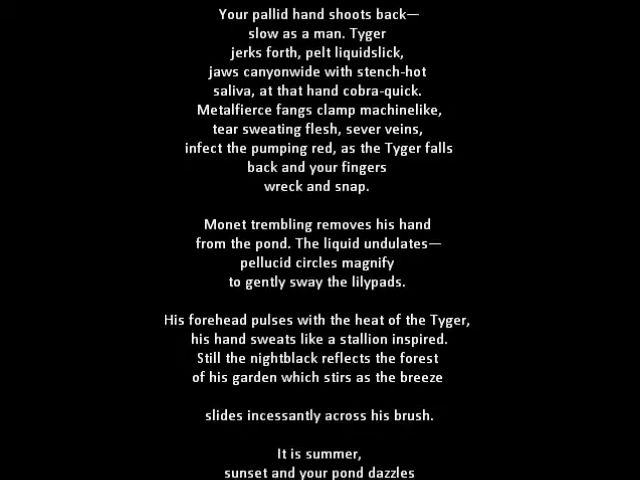 Your pallid hand shoots back—
slow as a man. Tyger
jerks forth, pelt liquidslick,
jaws canyonwide with stench-hot
saliva, at that hand cobra-quick.
Metalfierce fangs clamp machinelike,
tear sweating flesh, sever veins,
infect the pumping red, as the Tyger falls
back and your fingers
wreck and snap.
Monet trembling removes his hand
from the pond. The liquid undulates—
pellucid circles magnify
to gently sway the lilypads.
His forehead pulses with the heat of the Tyger,
his hand sweats like a stallion inspired.
Still the nightblack reflects the forest
of his garden which stirs as the breeze
slides incessantly across his brush.
It is summer,
sunset and your pond dazzles